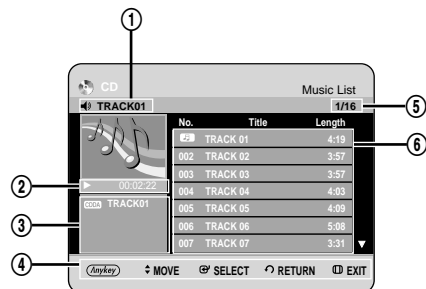 1
CD
Music List
TRACK01
1/16
5
No. Title Length
TRACK 01 4:19
6
002 TRACK 02 3:57
003 TRACK 03 3:57
2
00:02:22
004 TRACK 04 4:03
CDDA TRACK01
005 TRACK 05 4:09
3
006 TRACK 06 5:08
007 TRACK 07 3:31
4
Anykey MOVE SELECT RETURN EXIT